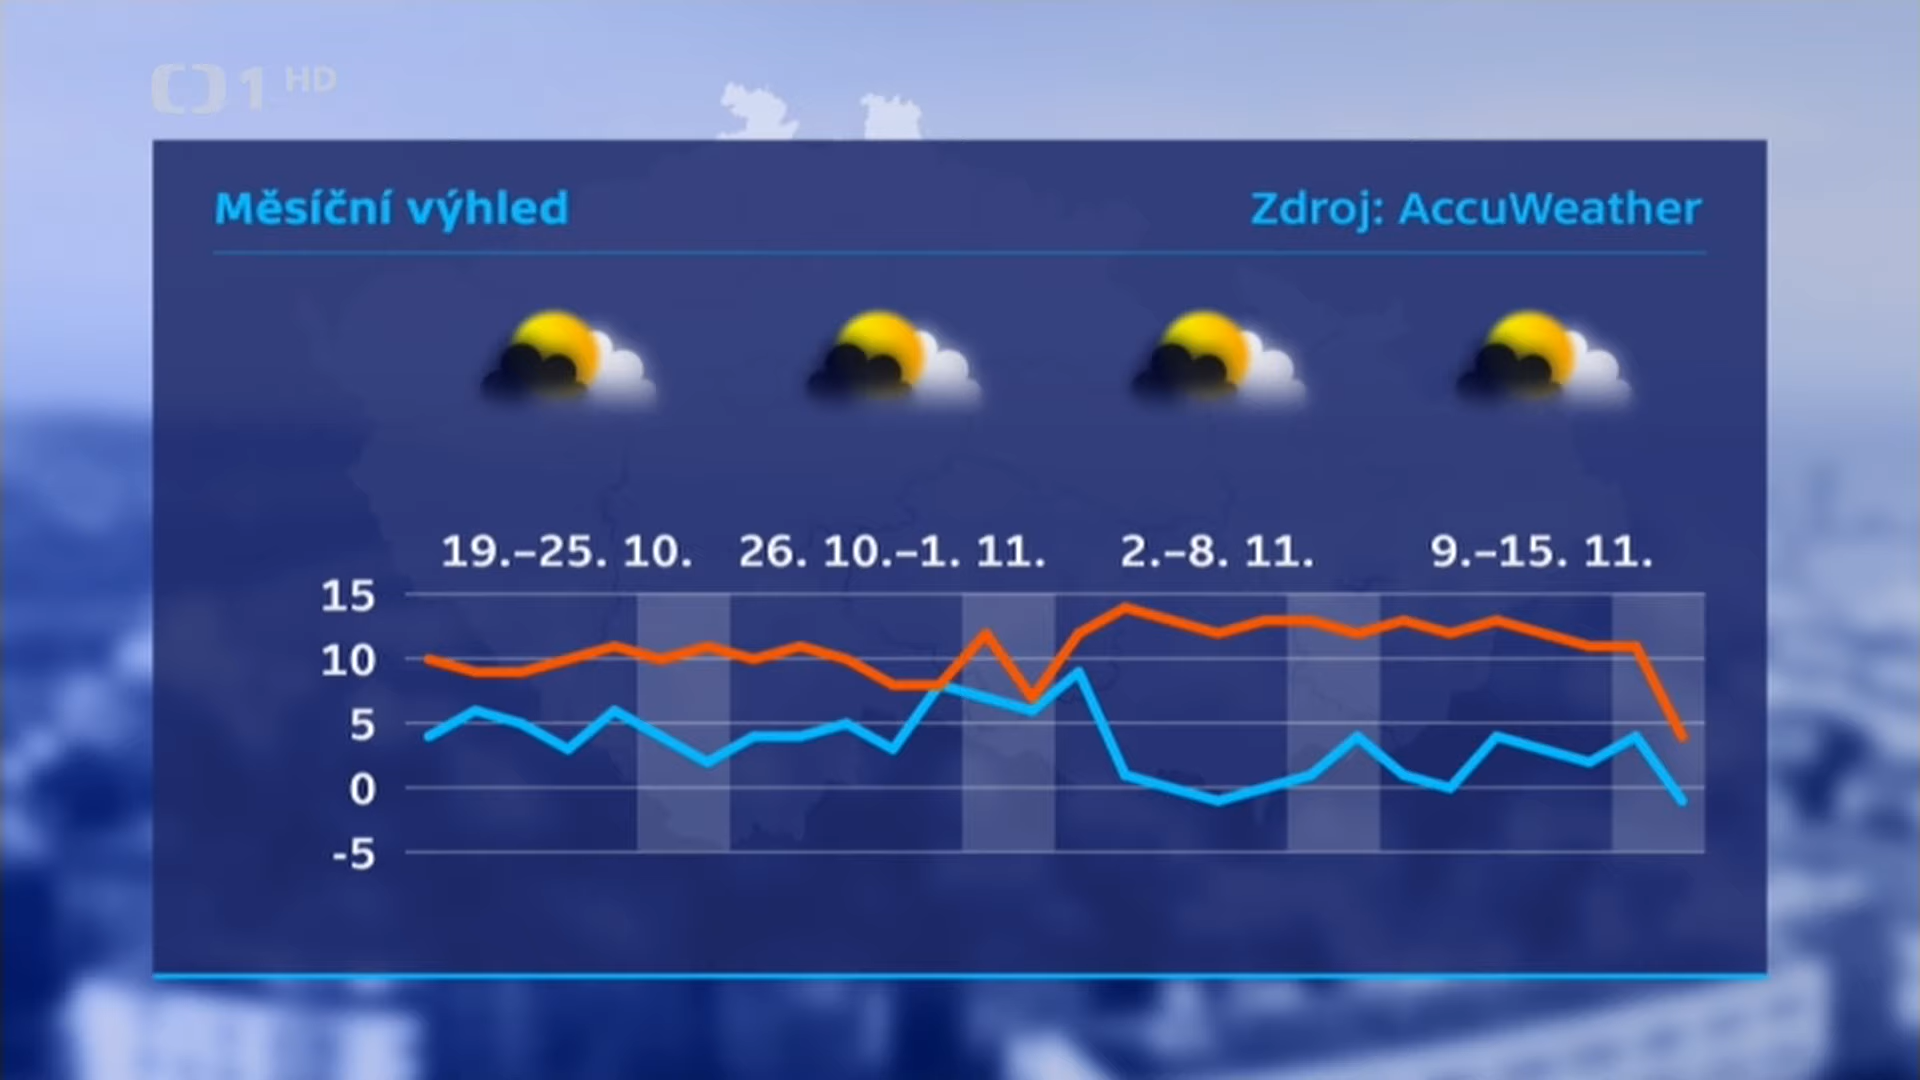 1 HD
Měsíční výhled
Zdroj: AccuWeather
19.–25. 10.
26. 10.–1. 11.
2.–8. 11.
9.–15. 11.
15
10
5
0
-5